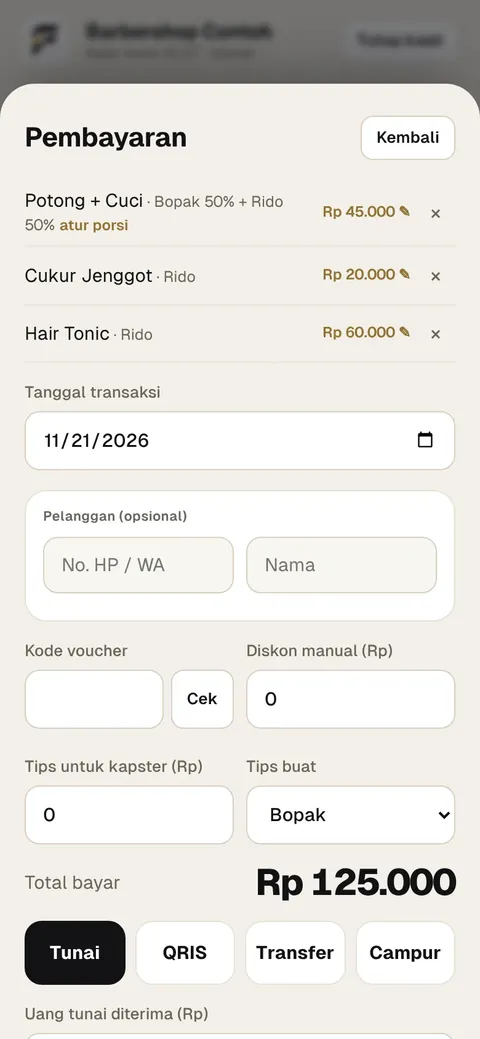 Barbershop Contoh
Pembayaran
Kembali
Potong + Cuci · Bopak 50% + Rido
50% atur porsi
Rp 45.000 ✎ ×
Cukur Jenggot · Rido
Rp 20.000 ✎ ×
Hair Tonic · Rido
Rp 60.000 ✎ ×
Tanggal transaksi
11/21/2026
Pelanggan (opsional)
No. HP / WA
Nama
Kode voucher
Diskon manual (Rp)
Cek
0
Tips untuk kapster (Rp)
Tips buat
0
Bopak
Total bayar
Rp 125.000
Tunai
QRIS
Transfer
Campur
Uang tunai diterima (Rp)